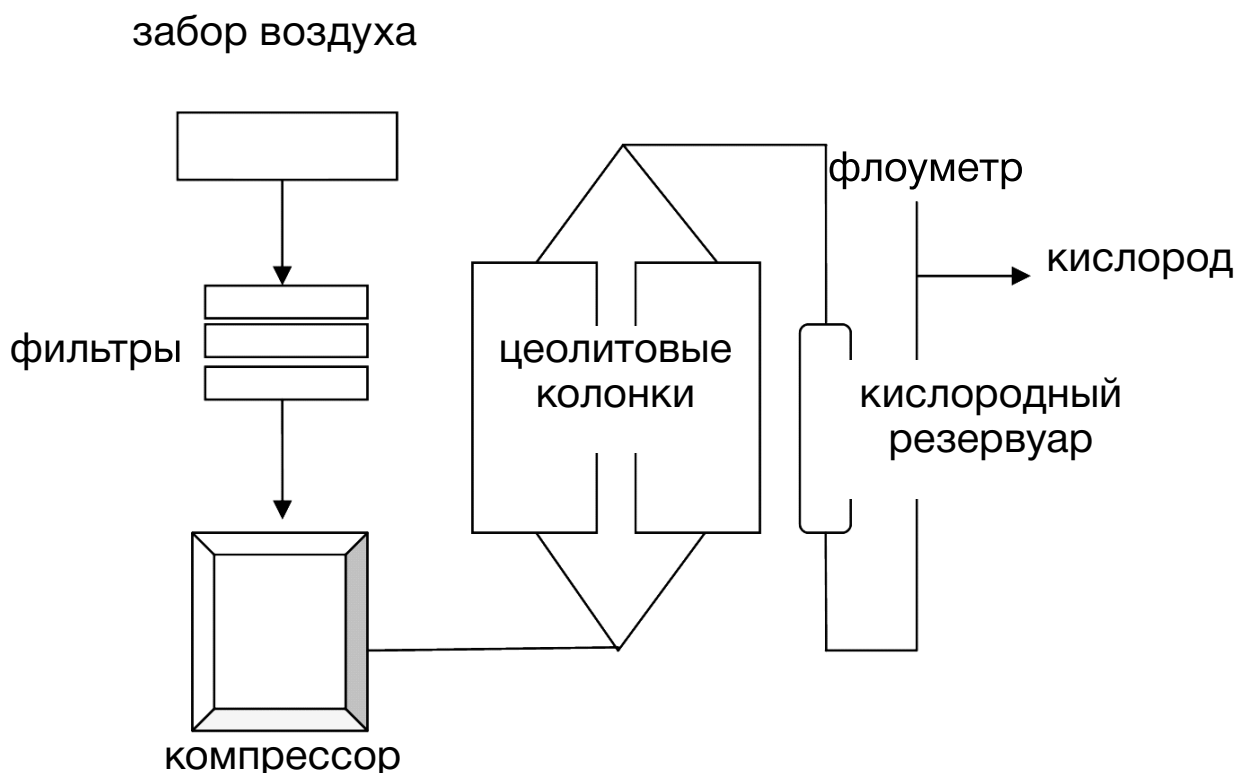 забор воздуха
флоуметр
кислород
фильтры
цеолитовые
колонки
кислородный
резервуар
компрессор